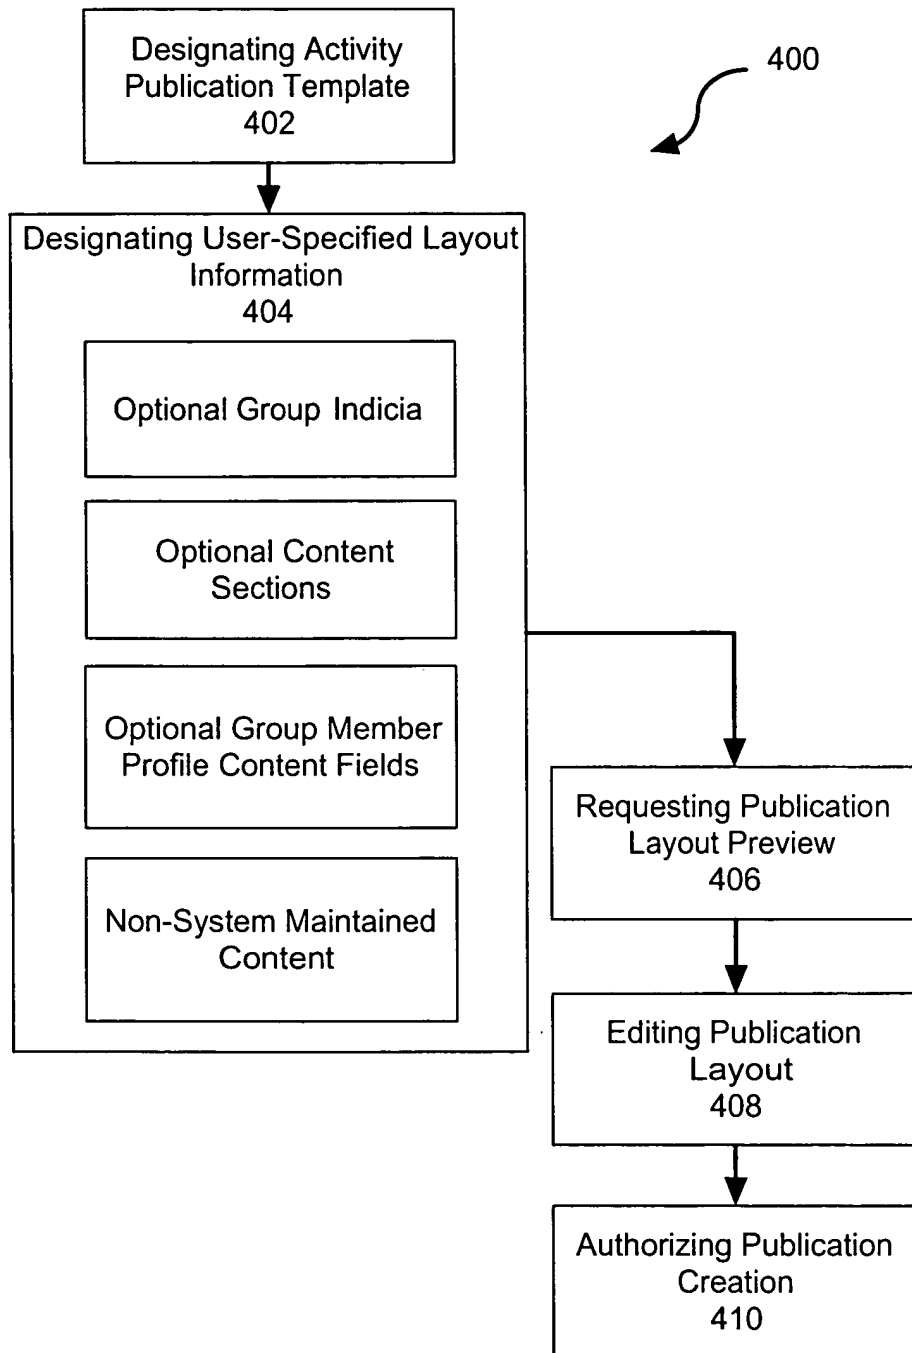 Designating Activity
Publication Template
402
400
Designating User-Specified Layout
Information
404
Optional Group Indicia
Optional Content
Sections
Optional Group Member
Profile Content Fields
Non-System Maintained
Content
Requesting Publication
Layout Preview
406
Editing Publication
Layout
408
Authorizing Publication
Creation
410